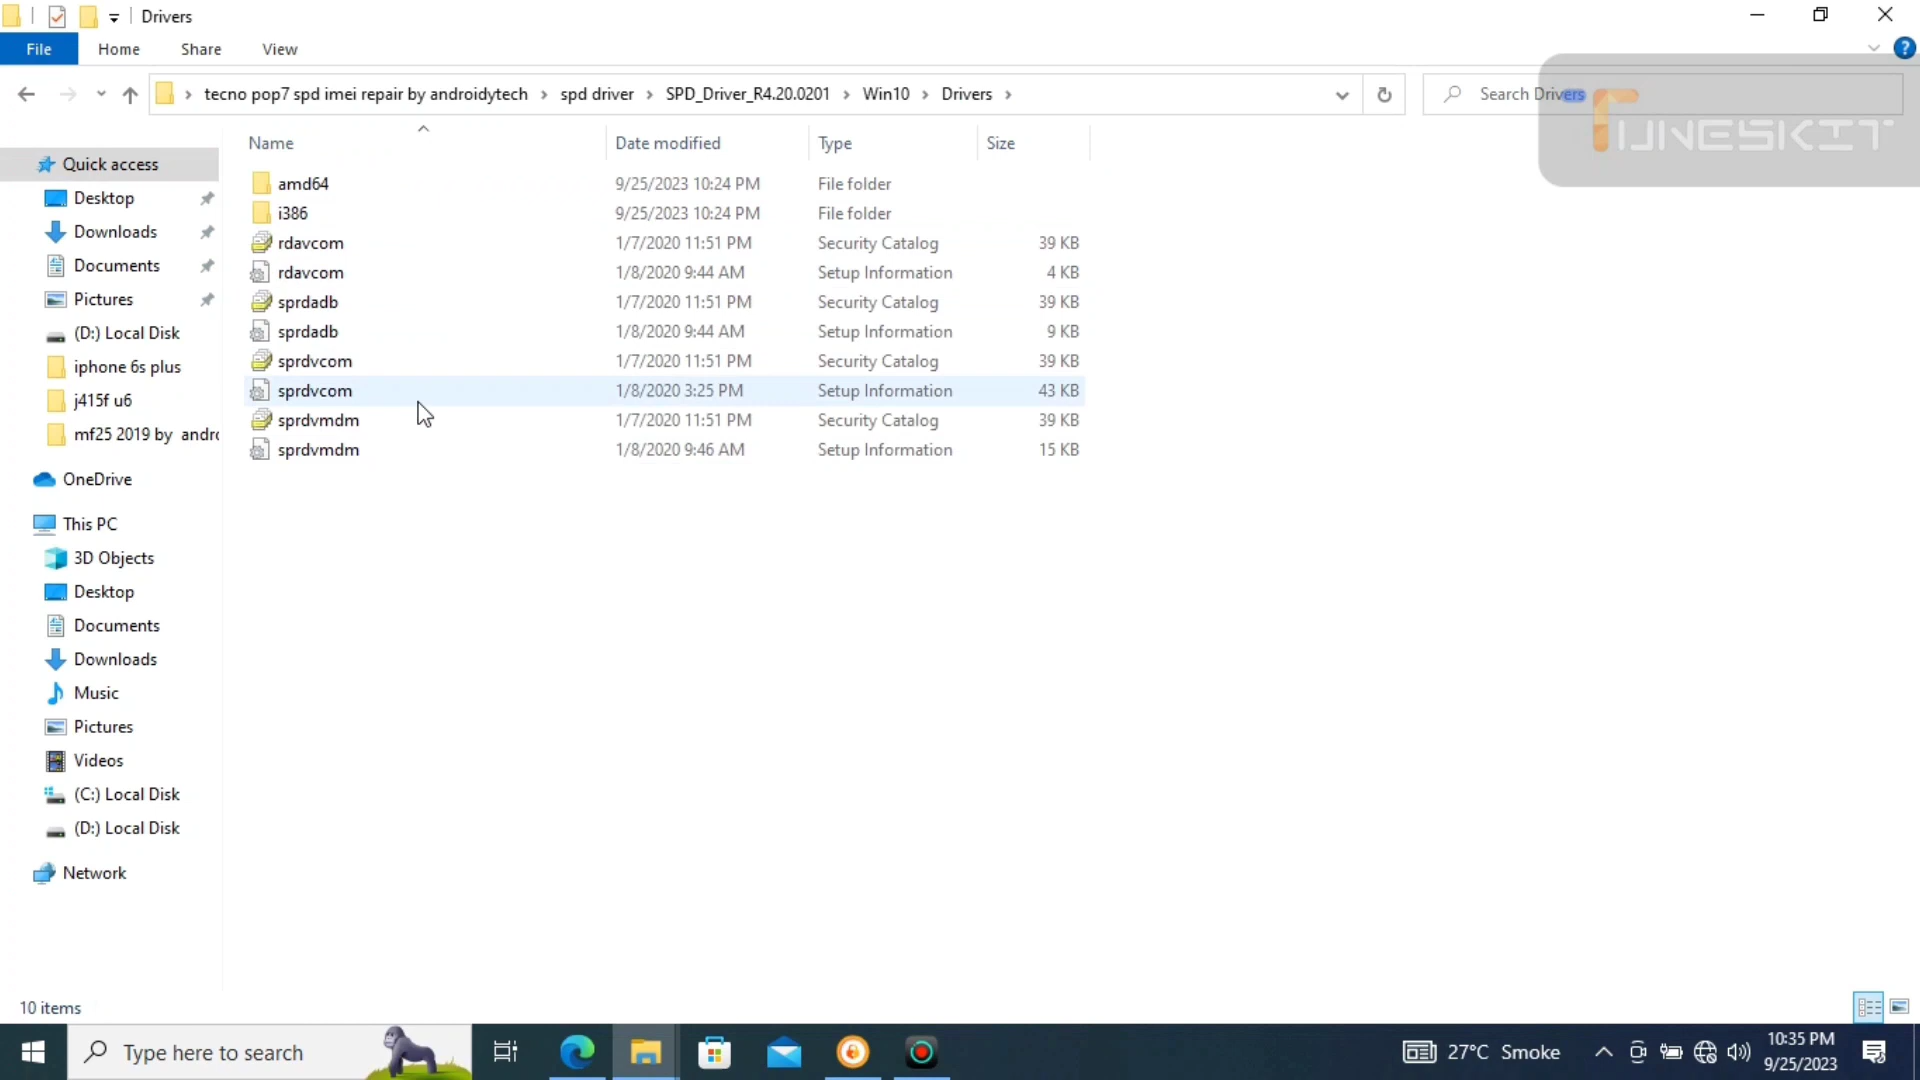 Drivers
File Home Share View
tecno pop7 spd imei repair by androidytech > spd driver > SPD_Driver_R4.20.0201 > Win10 > Drivers >
Search Drivers
TUNESKIT
Name Date modified Type Size
Quick access
Desktop
Downloads
Documents
Pictures
(D:) Local Disk
iphone 6s plus
j415f u6
mf25 2019 by andro
OneDrive
This PC
3D Objects
Desktop
Documents
Downloads
Music
Pictures
Videos
(C:) Local Disk
(D:) Local Disk
Network
amd64 9/25/2023 10:24 PM File folder
i386 9/25/2023 10:24 PM File folder
rdavcom 1/7/2020 11:51 PM Security Catalog 39 KB
rdavcom 1/8/2020 9:44 AM Setup Information 4 KB
sprdadb 1/7/2020 11:51 PM Security Catalog 39 KB
sprdadb 1/8/2020 9:44 AM Setup Information 9 KB
sprdvcom 1/7/2020 11:51 PM Security Catalog 39 KB
sprdvcom 1/8/2020 3:25 PM Setup Information 43 KB
sprdvmdm 1/7/2020 11:51 PM Security Catalog 39 KB
sprdvmdm 1/8/2020 9:46 AM Setup Information 15 KB
10 items
Type here to search
27°C Smoke
10:35 PM
9/25/2023